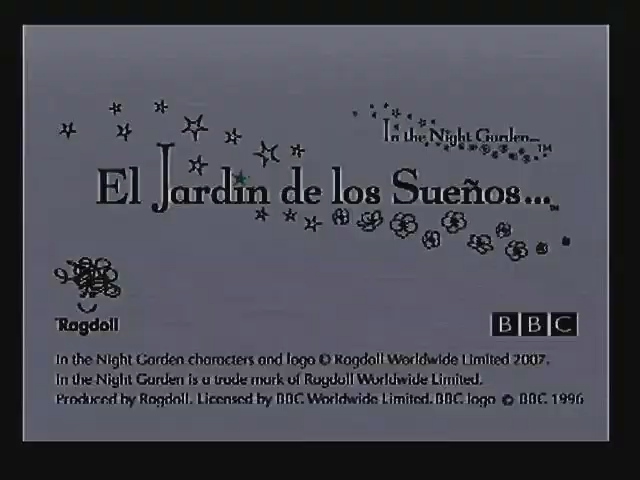 In the Night Garden...™
El Jardin de los Sueños...™
Ragdoll
BBC
In the Night Garden characters and logo © Ragdoll Worldwide Limited 2007.
In the Night Garden is a trade mark of Ragdoll Worldwide Limited.
Produced by Ragdoll. Licensed by BBC Worldwide Limited. BBC logo © BBC 1996